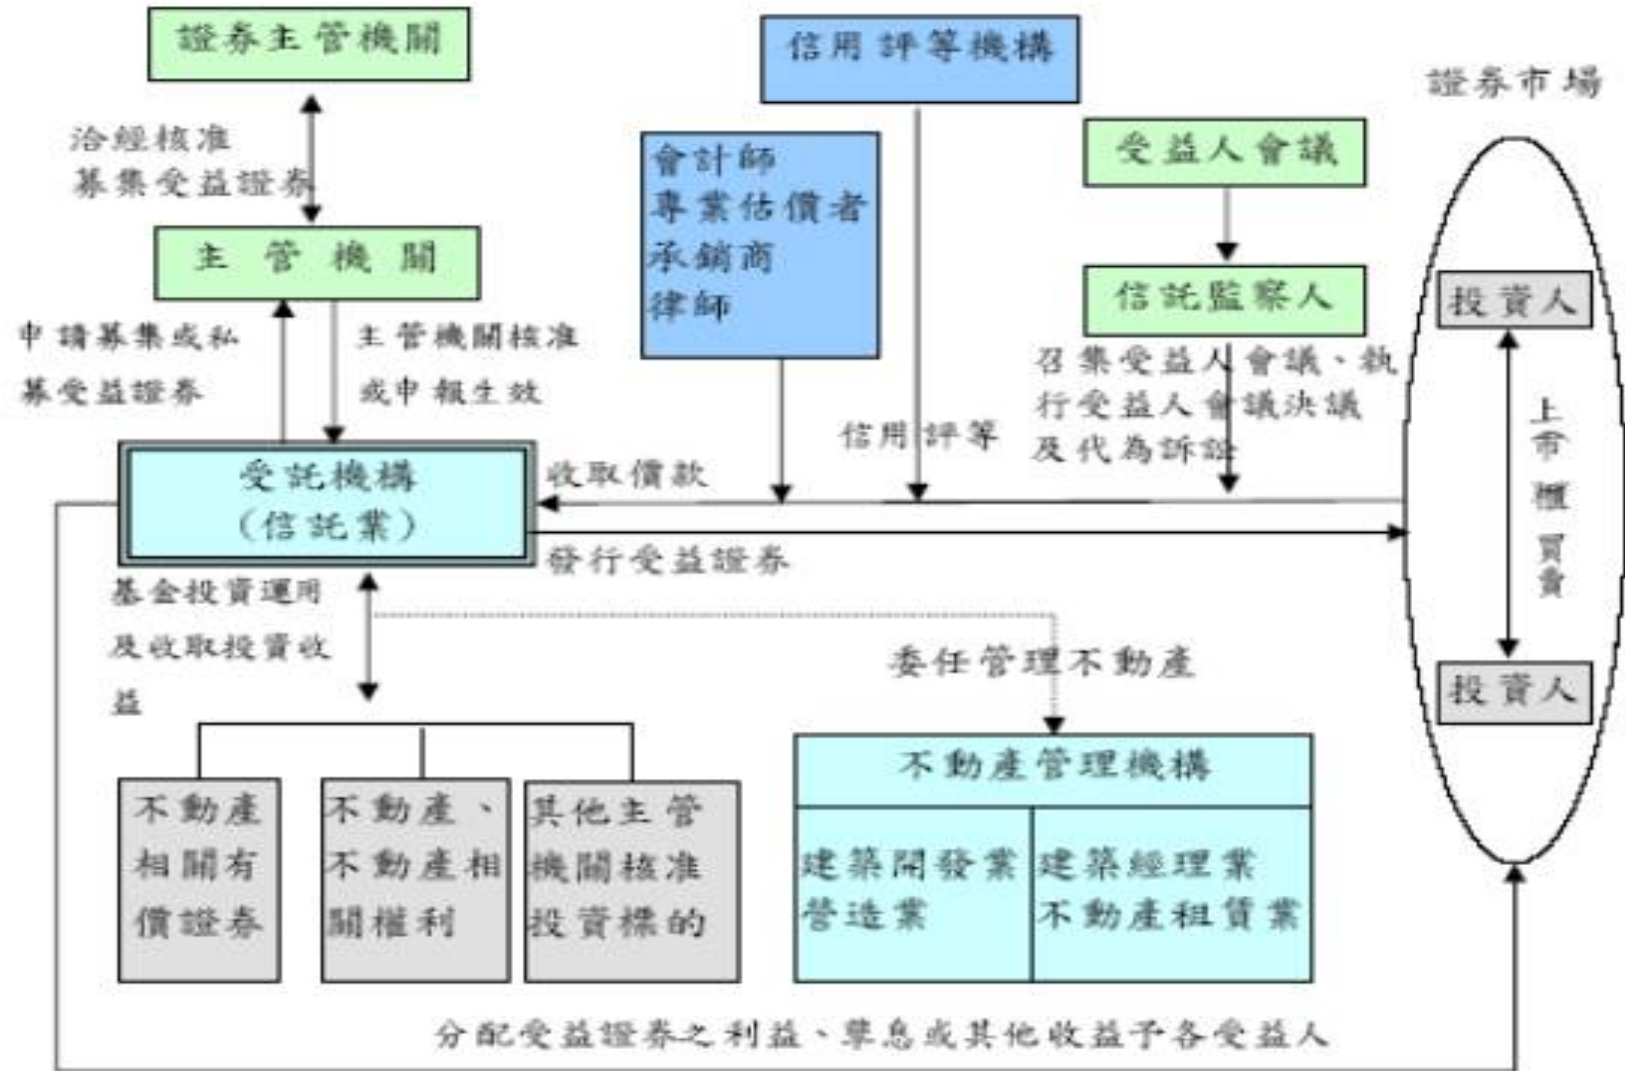 證券主管機關
洽經核准
募集受益證券
主管機關
申請募集或私
募受益證券
主管機關核准
或申報生效
信用評等機構
會計師
專業估價者
承銷商
律師
信用評等
受益人會議
信託監察人
召集受益人會議、執
行受益人會議決議
及代為訴訟
證券市場
投資人
上市(櫃)買賣
投資人
受託機構
(信託業)
收取價款
發行受益證券
基金投資運用
及收取投資收
益
委任管理不動產
不動產
相關有
價證券
不動產、
不動產相
關權利
其他主管
機關核准
投資標的
不動產管理機構
建築開發業
營造業
建築經理業
不動產租賃業
分配受益證券之利益、孳息或其他收益予各受益人